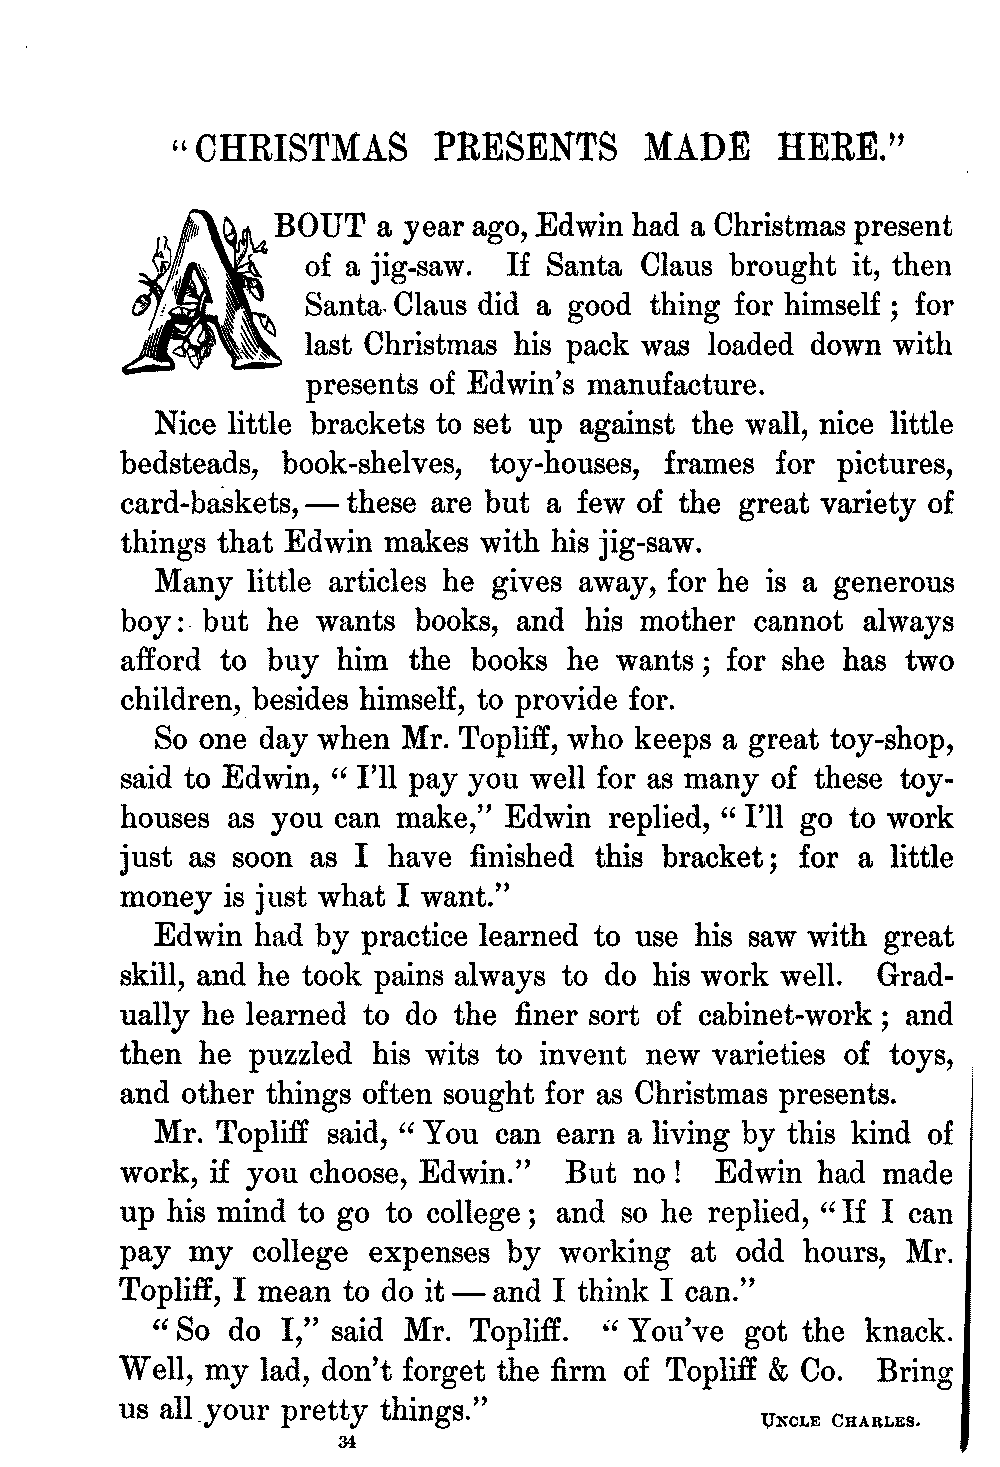 "CHRISTMAS PRESENTS MADE HERE."
ABOUT a year ago, Edwin had a Christmas present
of a jig-saw. If Santa Claus brought it, then
Santa Claus did a good thing for himself; for
last Christmas his pack was loaded down with
presents of Edwin's manufacture.
Nice little brackets to set up against the wall, nice little
bedsteads, book-shelves, toy-houses, frames for pictures,
card-baskets,—these are but a few of the great variety of
things that Edwin makes with his jig-saw.
Many little articles he gives away, for he is a generous
boy: but he wants books, and his mother cannot always
afford to buy him the books he wants; for she has two
children, besides himself, to provide for.
So one day when Mr. Topliff, who keeps a great toy-shop,
said to Edwin, "I'll pay you well for as many of these toy-
houses as you can make," Edwin replied, "I'll go to work
just as soon as I have finished this bracket; for a little
money is just what I want."
Edwin had by practice learned to use his saw with great
skill, and he took pains always to do his work well. Grad-
ually he learned to do the finer sort of cabinet-work; and
then he puzzled his wits to invent new varieties of toys,
and other things often sought for as Christmas presents.
Mr. Topliff said, "You can earn a living by this kind of
work, if you choose, Edwin." But no! Edwin had made
up his mind to go to college; and so he replied, "If I can
pay my college expenses by working at odd hours, Mr.
Topliff, I mean to do it—and I think I can."
"So do I," said Mr. Topliff. "You've got the knack.
Well, my lad, don't forget the firm of Topliff & Co. Bring
us all your pretty things."
UNCLE CHARLES.
34